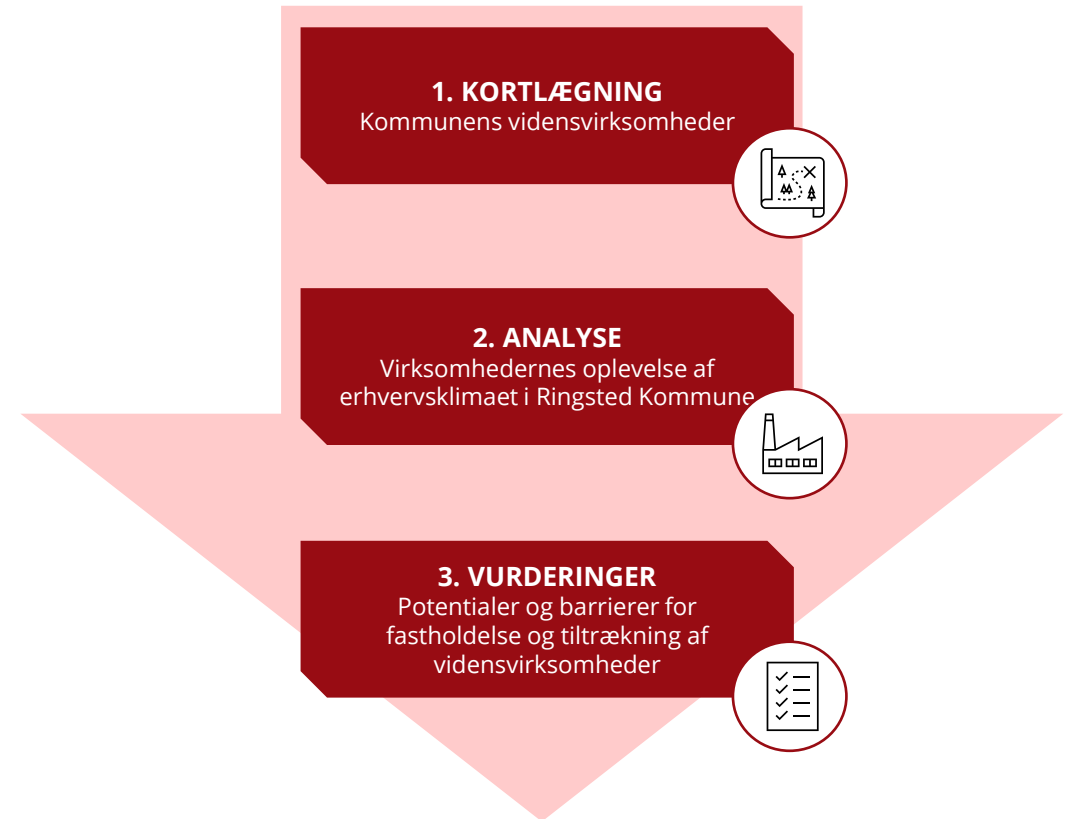 1. KORTLÆGNING
Kommunens vidensvirksomheder
2. ANALYSE
Virksomhedernes oplevelse af
erhvervsklimaet i Ringsted Kommune
3. VURDERINGER
Potentialer og barrierer for
fastholdelse og tiltrækning af
vidensvirksomheder